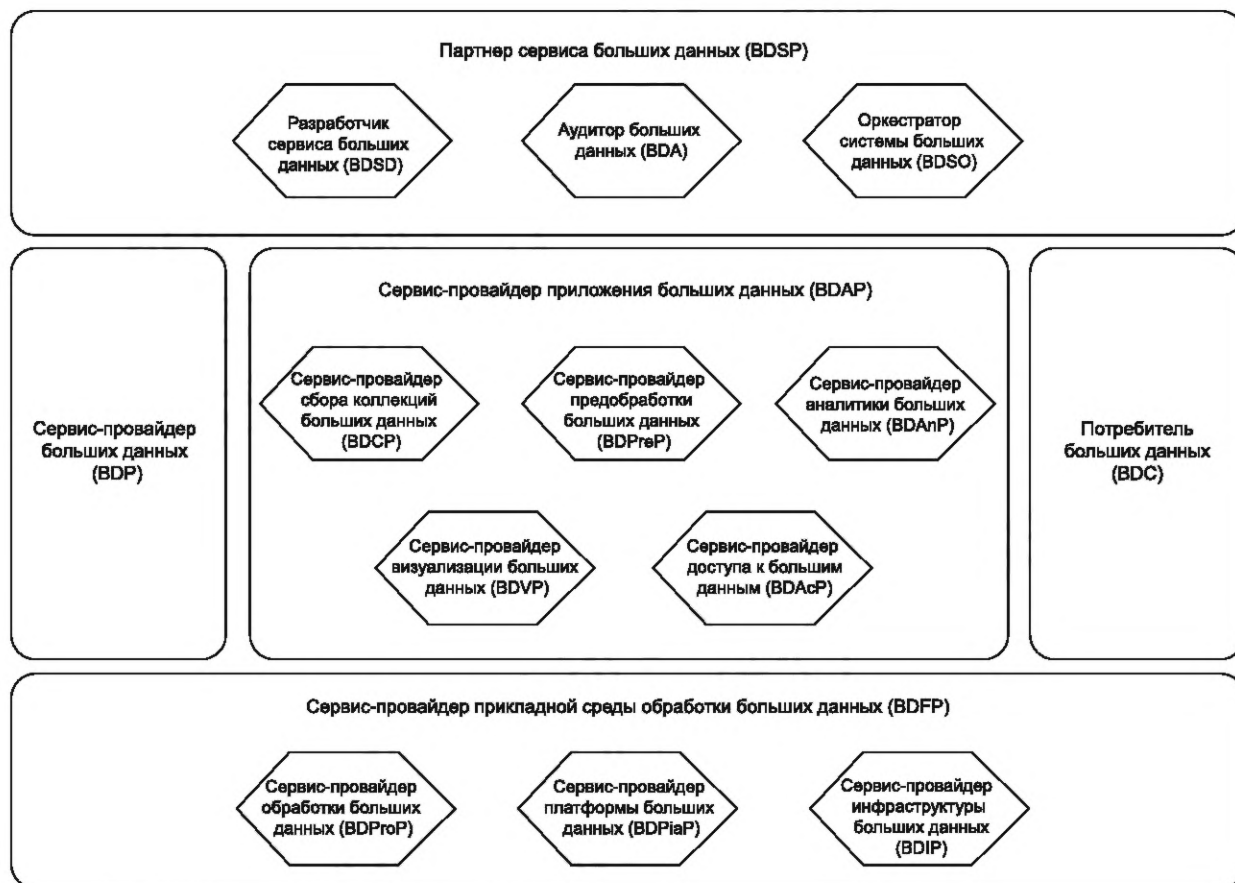 Партнер сервиса больших данных (BDSP)
Разработчик
сервиса больших
данных (BDSD)
Аудитор больших
данных (BDA)
Оркестратор
системы больших
данных (BDSO)
Сервис-провайдер
больших данных
(BDP)
Сервис-провайдер приложения больших данных (BDAP)
Сервис-провайдер
сбора коллекций
больших данных
(BDCP)
Сервис-провайдер
предобработки
больших данных
(BDPreP)
Сервис-провайдер
аналитики больших
данных (BDAnP)
Сервис-провайдер
визуализации больших
данных (BDVP)
Сервис-провайдер
доступа к большим
данным (BDAcP)
Потребитель
больших данных
(BDC)
Сервис-провайдер прикладной среды обработки больших данных (BDFP)
Сервис-провайдер
обработки больших
данных (BDProP)
Сервис-провайдер
платформы больших
данных (BDPiaP)
Сервис-провайдер
инфраструктуры
больших данных
(BDIP)